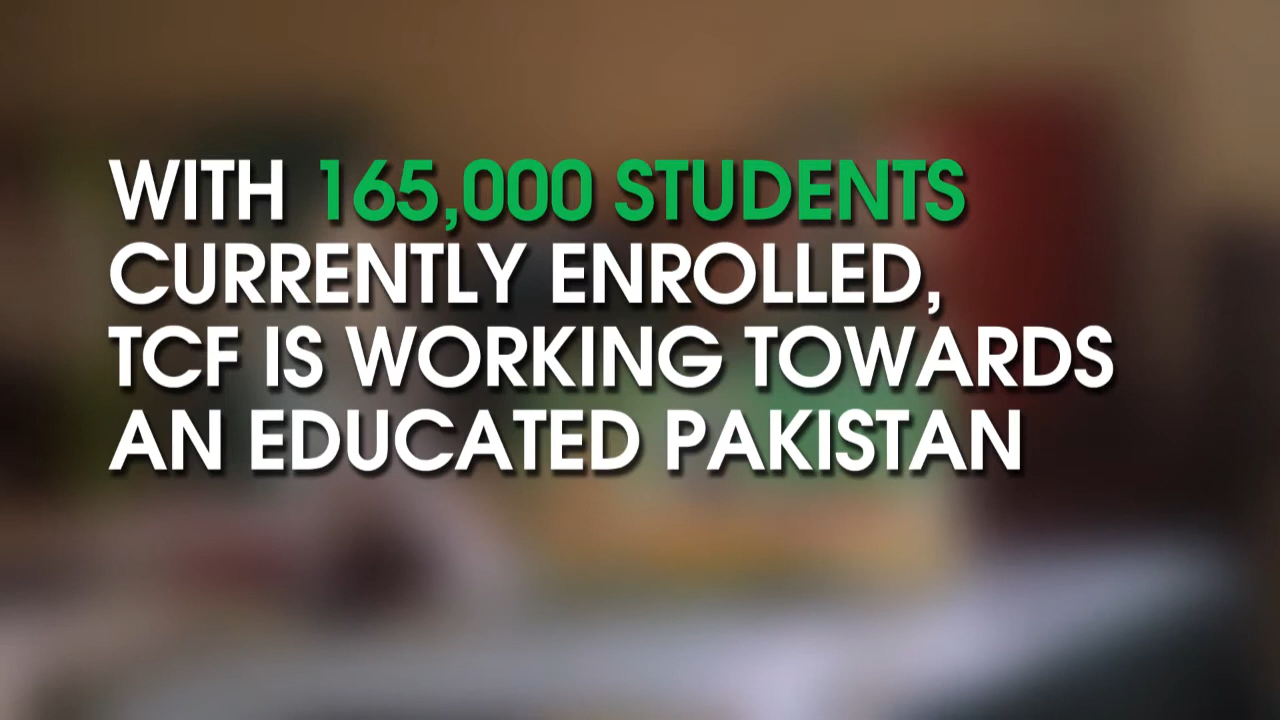 WITH 165,000 STUDENTS
CURRENTLY ENROLLED,
TCF IS WORKING TOWARDS
AN EDUCATED PAKISTAN